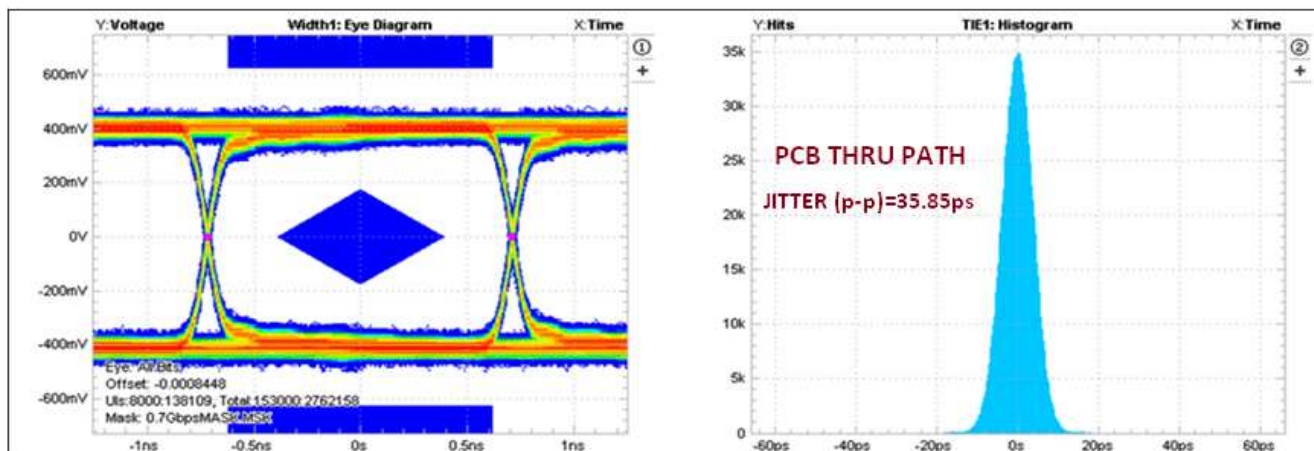 Y:Voltage Width1: Eye Diagram X:Time
①
+
600mV
400mV
200mV
0V
-200mV
-400mV
-600mV
Eye: All Bits
Offset: -0.0008448
UIs:8000:138109, Total:153000:2762158
Mask: 0.7GbpsMASK.MSK
-1ns -0.5ns 0s 0.5ns 1ns
Y:Hits TIE1: Histogram X:Time
②
+
35k
30k
25k
20k
15k
10k
5k
0
PCB THRU PATH
JITTER (p-p)=35.85ps
-60ps -40ps -20ps 0s 20ps 40ps 60ps